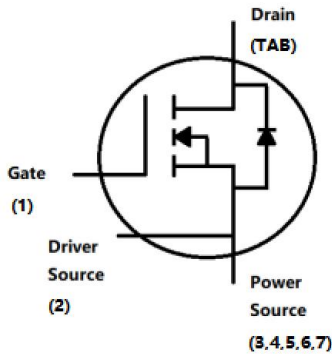 Drain
(TAB)
Gate
(1)
Driver
Source
(2)
Power
Source
(3,4,5,6,7)